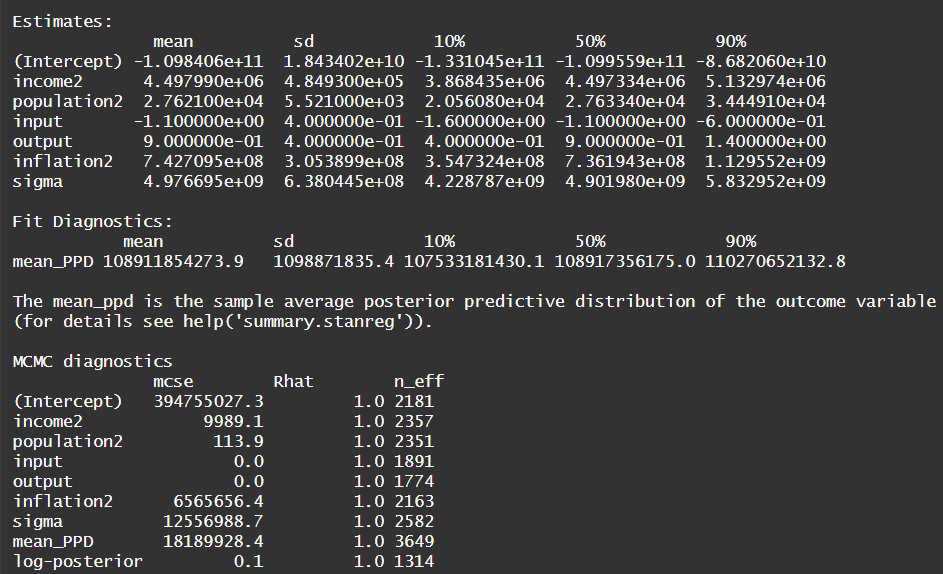 Estimates:
mean sd 10% 50% 90%
(Intercept) -1.098406e+11 1.843402e+10 -1.331045e+11 -1.099559e+11 -8.682060e+10
income2 4.497990e+06 4.849300e+05 3.868435e+06 4.497334e+06 5.132974e+06
population2 2.762100e+04 5.521000e+03 2.056080e+04 2.763340e+04 3.444910e+04
input -1.100000e+00 4.000000e-01 -1.600000e+00 -1.100000e+00 -6.000000e-01
output 9.000000e-01 4.000000e-01 4.000000e-01 9.000000e-01 1.400000e+00
inflation2 7.427095e+08 3.053899e+08 3.547324e+08 7.361943e+08 1.129552e+09
sigma 4.976695e+09 6.380445e+08 4.228787e+09 4.901980e+09 5.832952e+09
Fit Diagnostics:
mean sd 10% 50% 90%
mean_PPD 108911854273.9 1098871835.4 107533181430.1 108917356175.0 110270652132.8
The mean_ppd is the sample average posterior predictive distribution of the outcome variable
(for details see help('summary.stanreg')).
MCMC diagnostics
mcse Rhat n_eff
(Intercept) 394755027.3 1.0 2181
income2 9989.1 1.0 2357
population2 113.9 1.0 2351
input 0.0 1.0 1891
output 0.0 1.0 1774
inflation2 6565656.4 1.0 2163
sigma 12556988.7 1.0 2582
mean_PPD 18189928.4 1.0 3649
log-posterior 0.1 1.0 1314